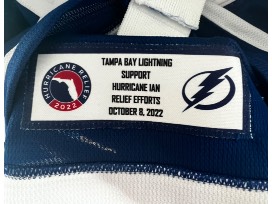 HURRICANE RELIEF
2022
TAMPA BAY LIGHTNING
SUPPORT
HURRICANE IAN
RELIEF EFFORTS
OCTOBER 8, 2022